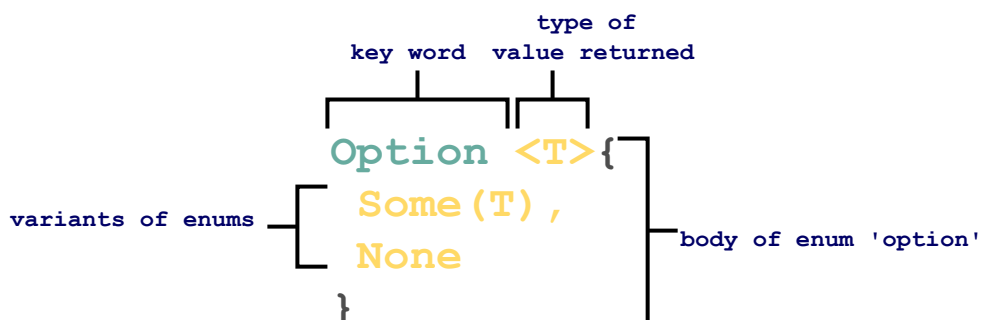 type of
key word value returned
Option <T>{
Some(T),
variants of enums
body of enum 'option'
None
}